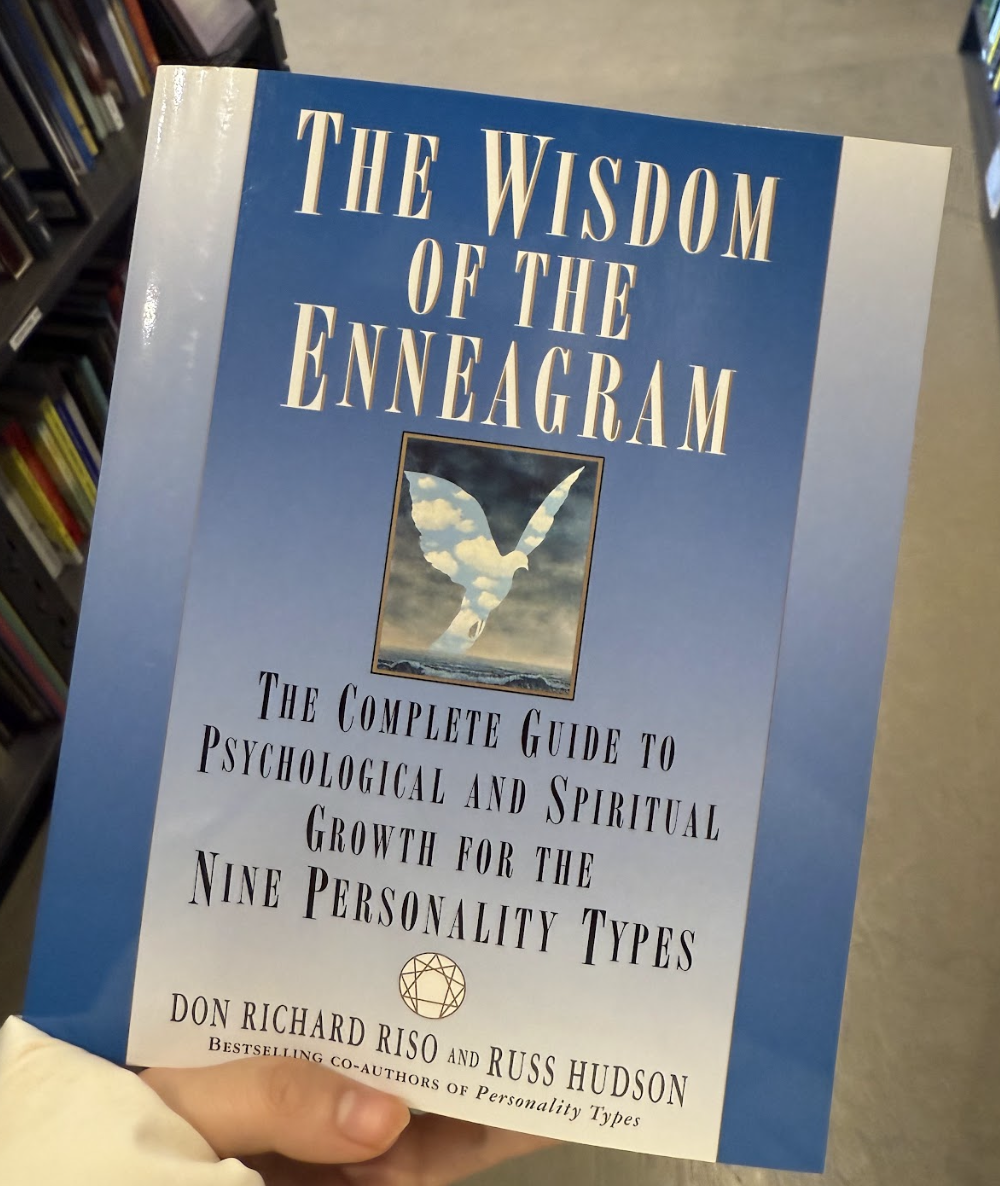 THE WISDOM
OF THE
ENNEAGRAM
THE COMPLETE GUIDE TO
PSYCHOLOGICAL AND SPIRITUAL
GROWTH FOR THE
NINE PERSONALITY TYPES
DON RICHARD RISO AND RUSS HUDSON
BESTSELLING CO-AUTHORS OF Personality Types